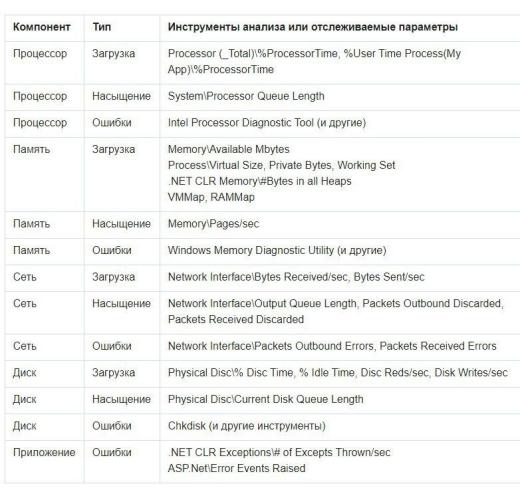 Компонент Тип Инструменты анализа или отслеживаемые параметры
Процессор Загрузка Processor (_Total)\%ProcessorTime, %User Time Process(My
App)\%ProcessorTime
Процессор Насыщение System\Processor Queue Length
Процессор Ошибки Intel Processor Diagnostic Tool (и другие)
Память Загрузка Memory\Available Mbytes
Process\Virtual Size, Private Bytes, Working Set
.NET CLR Memory\#Bytes in all Heaps
VMMap, RAMMap
Память Насыщение Memory\Pages/sec
Память Ошибки Windows Memory Diagnostic Utility (и другие)
Сеть Загрузка Network Interface\Bytes Received/sec, Bytes Sent/sec
Сеть Насыщение Network Interface\Output Queue Length, Packets Outbound Discarded,
Packets Received Discarded
Сеть Ошибки Network Interface\Packets Outbound Errors, Packets Received Errors
Диск Загрузка Physical Disc\% Disc Time, % Idle Time, Disc Reds/sec, Disk Writes/sec
Диск Насыщение Physical Disc\Current Disk Queue Length
Диск Ошибки Chkdisk (и другие инструменты)
Приложение Ошибки .NET CLR Exceptions\# of Excepts Thrown/sec
ASP.Net\Error Events Raised